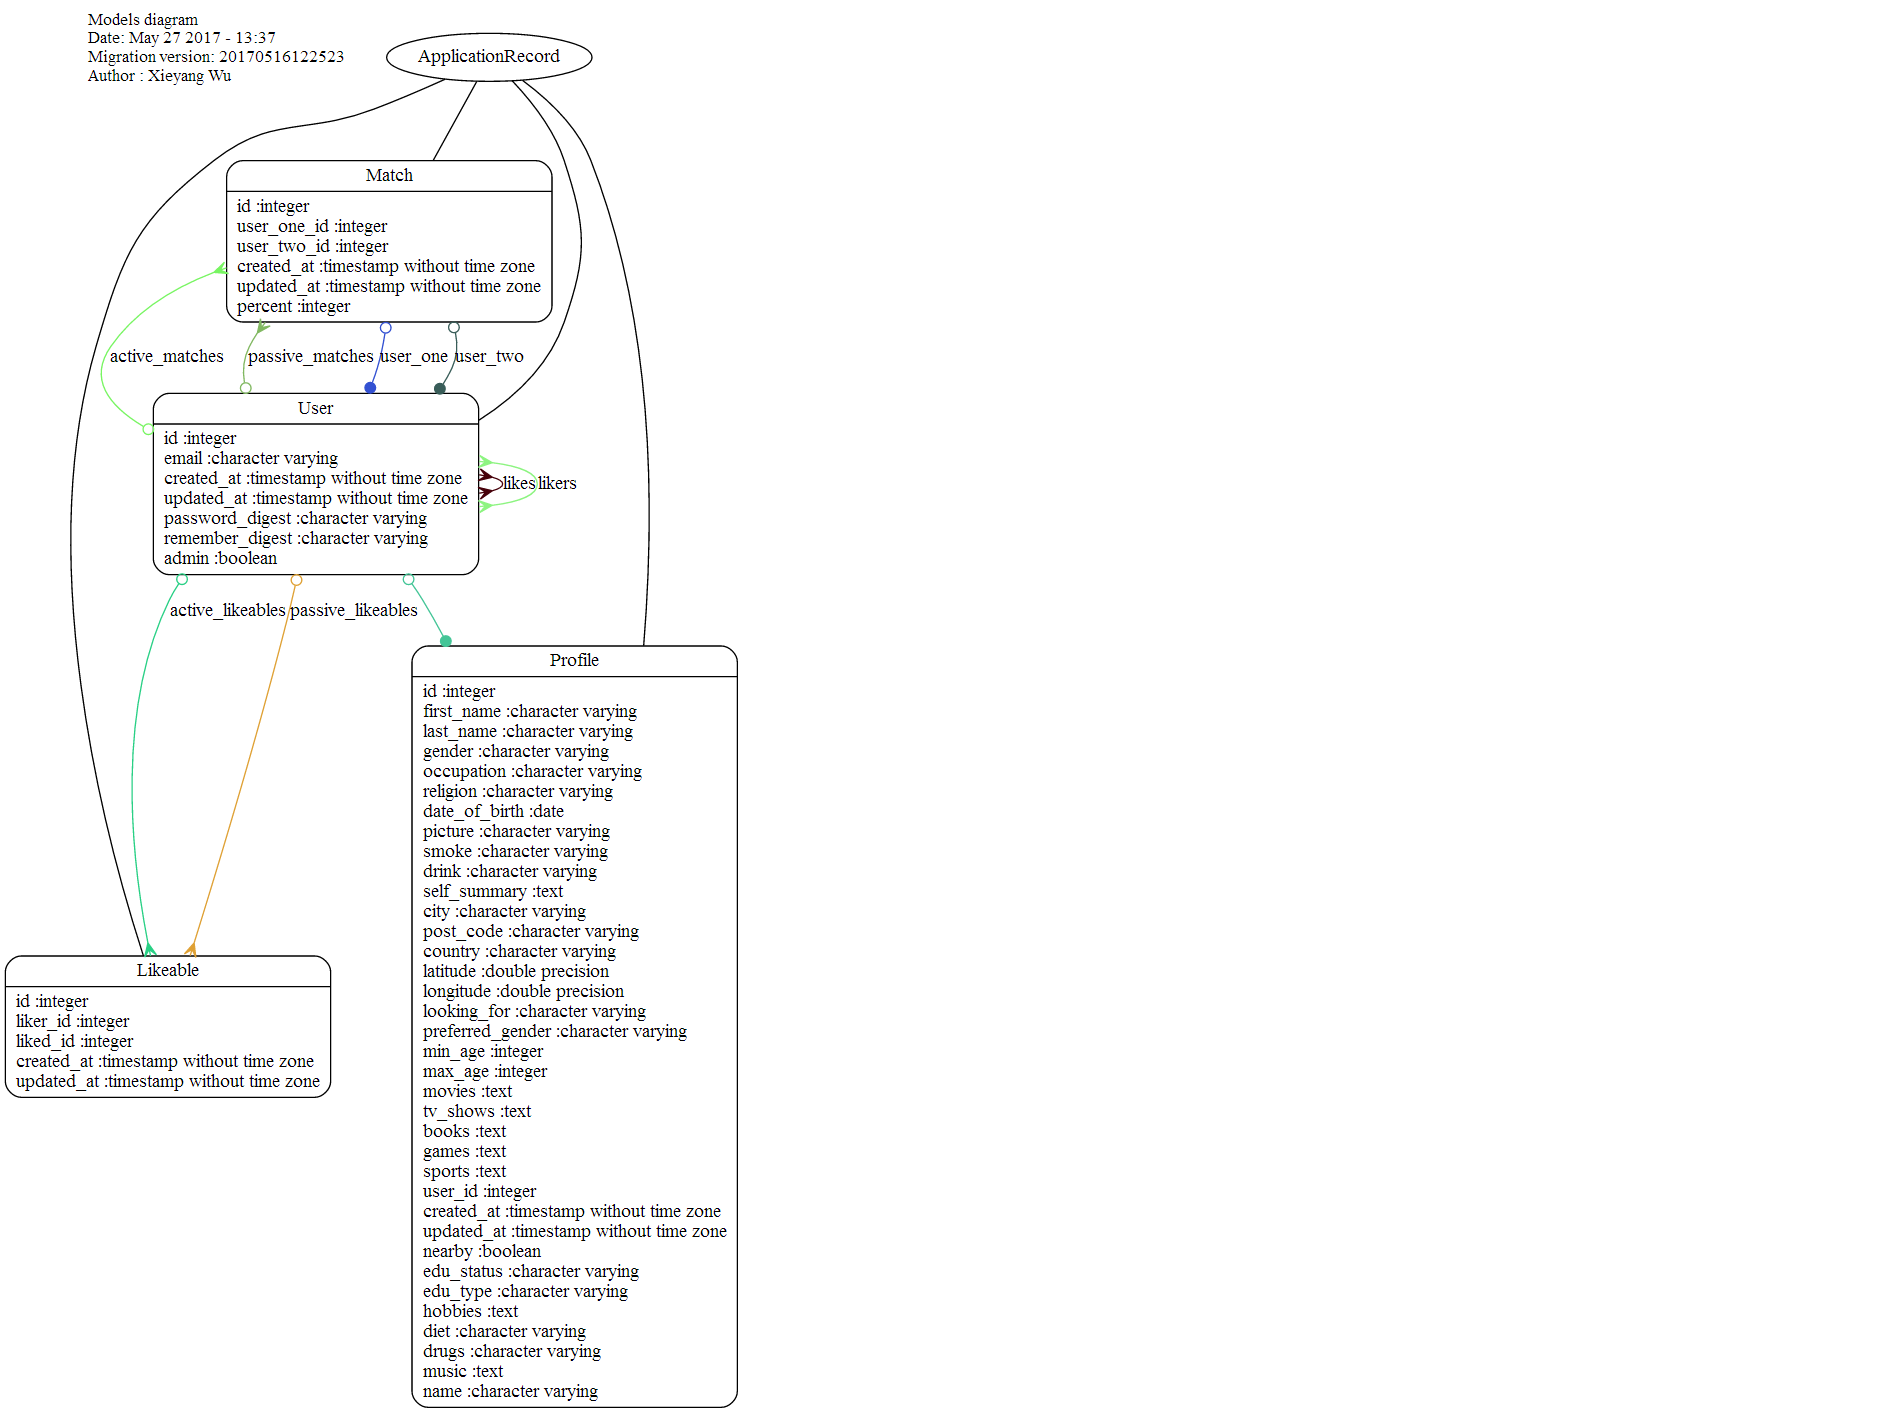 Models diagram
Date: May 27 2017 - 13:37
Migration version: 20170516122523
Author : Xieyang Wu
ApplicationRecord
Match
id :integer
user_one_id :integer
user_two_id :integer
created_at :timestamp without time zone
updated_at :timestamp without time zone
percent :integer
active_matches
passive_matches
user_one
user_two
User
id :integer
email :character varying
created_at :timestamp without time zone
updated_at :timestamp without time zone
password_digest :character varying
remember_digest :character varying
admin :boolean
likes
likers
active_likeables
passive_likeables
Profile
id :integer
first_name :character varying
last_name :character varying
gender :character varying
occupation :character varying
religion :character varying
date_of_birth :date
picture :character varying
smoke :character varying
drink :character varying
self_summary :text
city :character varying
post_code :character varying
country :character varying
latitude :double precision
longitude :double precision
looking_for :character varying
preferred_gender :character varying
min_age :integer
max_age :integer
movies :text
tv_shows :text
books :text
games :text
sports :text
user_id :integer
created_at :timestamp without time zone
updated_at :timestamp without time zone
nearby :boolean
edu_status :character varying
edu_type :character varying
hobbies :text
diet :character varying
drugs :character varying
music :text
name :character varying
Likeable
id :integer
liker_id :integer
liked_id :integer
created_at :timestamp without time zone
updated_at :timestamp without time zone